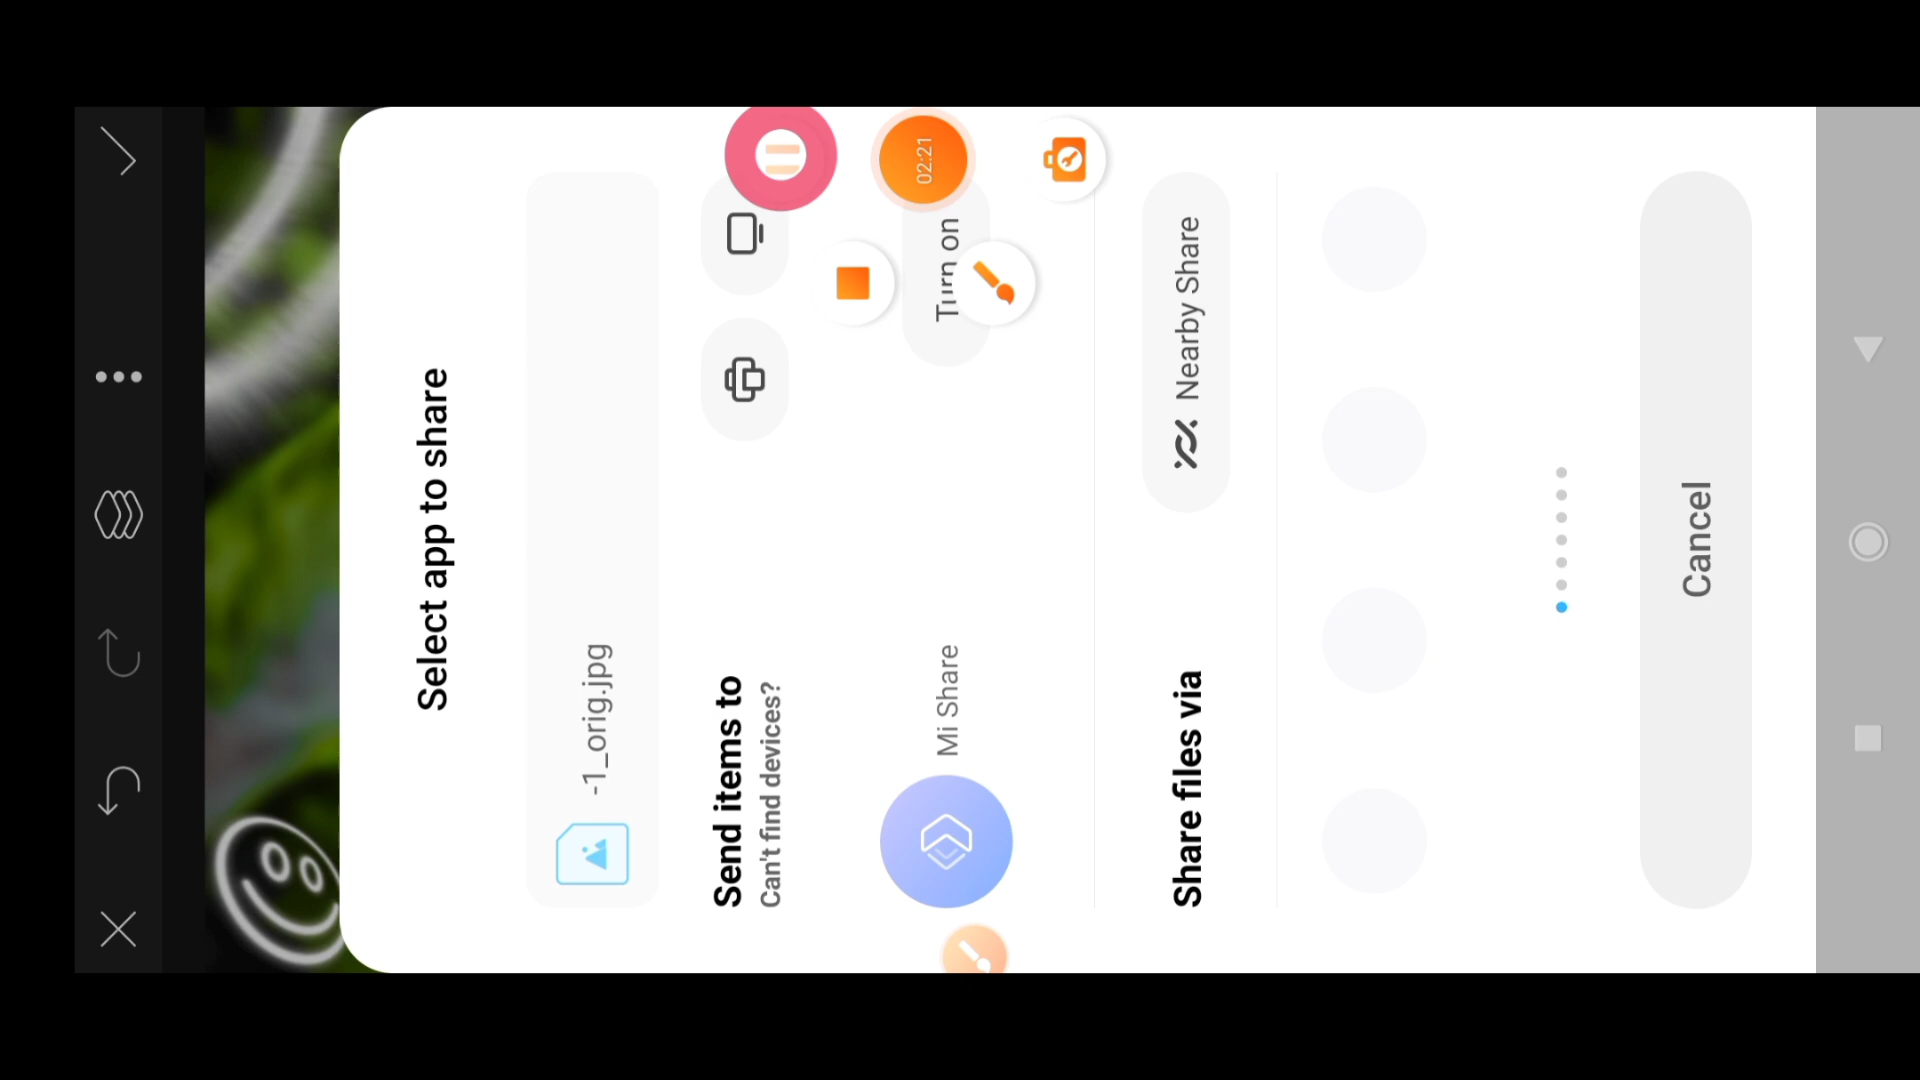 Select app to share
-1_orig.jpg
Send items to
Can't find devices?
Mi Share
Turn on
02:21
Share files via
Nearby Share
Cancel